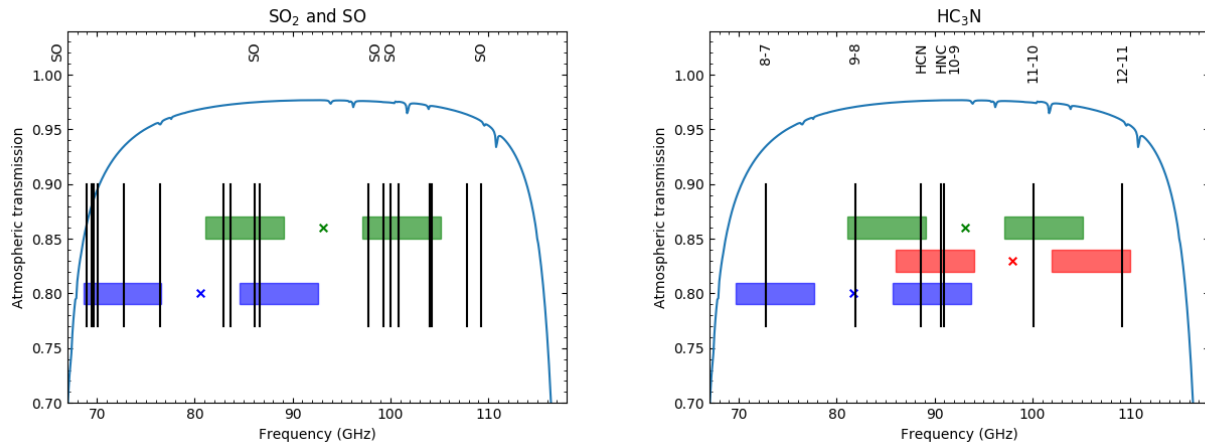 SO₂ and SO
SO
SO
SO
SO
SO
1.00
0.95
0.90
0.85
0.80
0.75
0.70
Atmospheric transmission
70
80
90
100
110
Frequency (GHz)
HC₃N
8-7
9-8
HCN
HNC
10-9
11-10
12-11
1.00
0.95
0.90
0.85
0.80
0.75
0.70
Atmospheric transmission
70
80
90
100
110
Frequency (GHz)